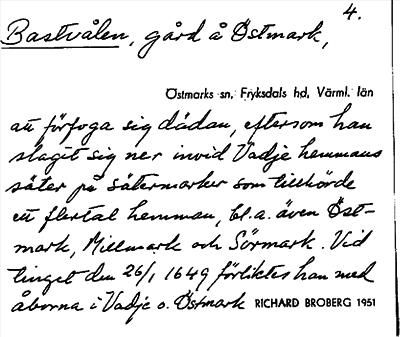 4.
Bastvålen, gård å Östmark,
Östmarks sn, Fryksdals hd, Värml. län
att förfoga sig dädan, eftersom han
slagit sig ner invid Vadje hemmans
säter på sätermarker som tillhörde
ett flertal hemman, bl.a. även Öst-
mark, Millmark och Sörmark. Vid
tinget den 26/1 1649 förliktes han med
åborna i Vadje o. Östmark RICHARD BROBERG 1951